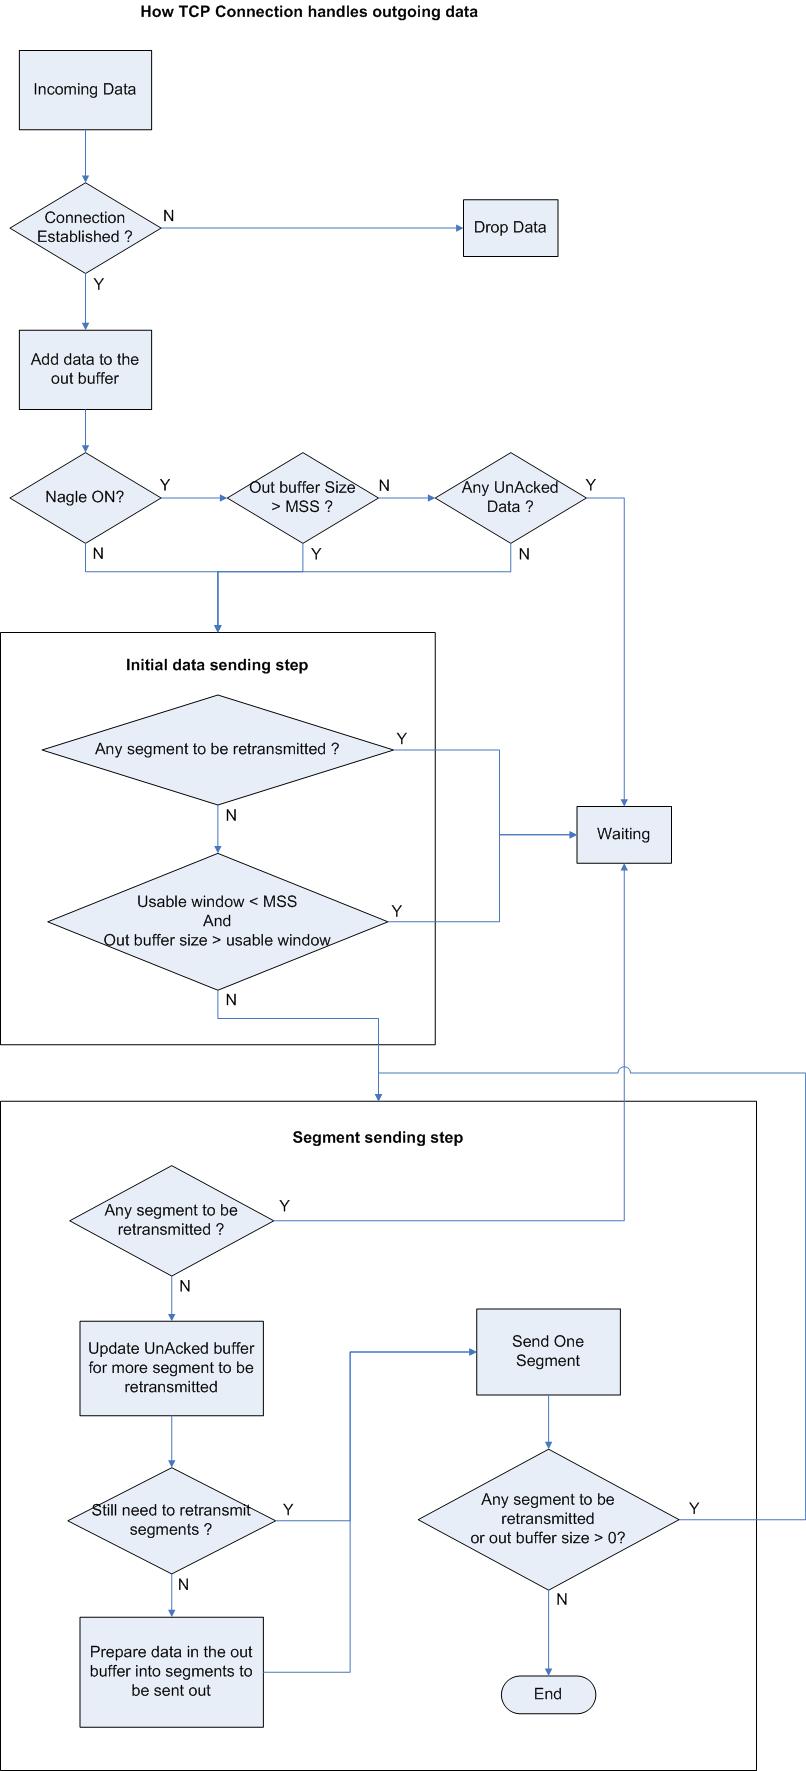 How TCP Connection handles outgoing data
Incoming Data
Connection
Established ?
N
Drop Data
Y
Add data to the
out buffer
Nagle ON?
Y
Out buffer Size
> MSS ?
N
Any UnAcked
Data ?
Y
N
Y
N
Initial data sending step
Any segment to be retransmitted ?
Y
N
Waiting
Usable window < MSS
And
Out buffer size > usable window
Y
N
Segment sending step
Any segment to be
retransmitted ?
Y
N
Update UnAcked buffer
for more segment to be
retransmitted
Send One
Segment
Still need to retransmit
segments ?
Y
N
Any segment to be
retransmitted
or out buffer size > 0?
Y
N
Prepare data in the out
buffer into segments to
be sent out
End